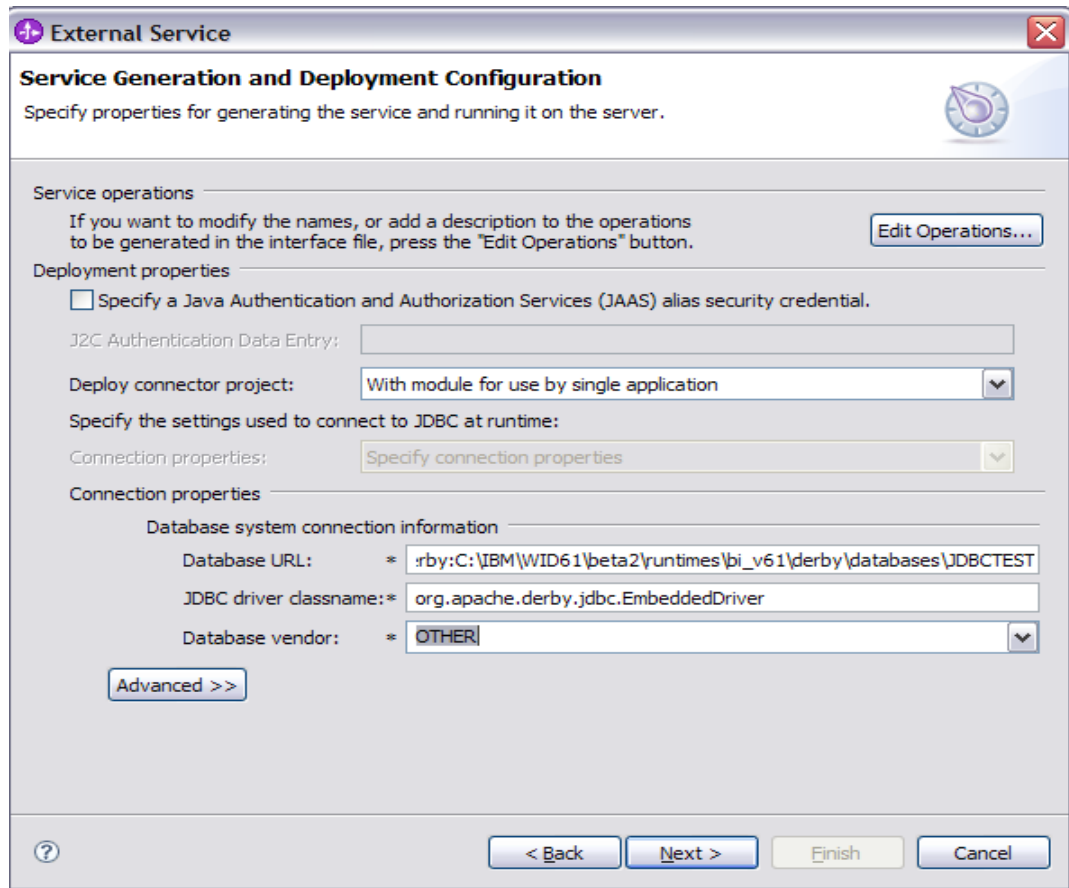 External Service
Service Generation and Deployment Configuration
Specify properties for generating the service and running it on the server.
Service operations
If you want to modify the names, or add a description to the operations
to be generated in the interface file, press the "Edit Operations" button.
Edit Operations...
Deployment properties
Specify a Java Authentication and Authorization Services (JAAS) alias security credential.
J2C Authentication Data Entry:
Deploy connector project: With module for use by single application
Specify the settings used to connect to JDBC at runtime:
Connection properties: Specify connection properties
Connection properties
Database system connection information
Database URL: * rby:C:\IBM\WID61\beta2\runtimes\bi_v61\derby\databases\JDBCTEST
JDBC driver classname:* org.apache.derby.jdbc.EmbeddedDriver
Database vendor: * OTHER
Advanced >>
? < Back Next > Finish Cancel